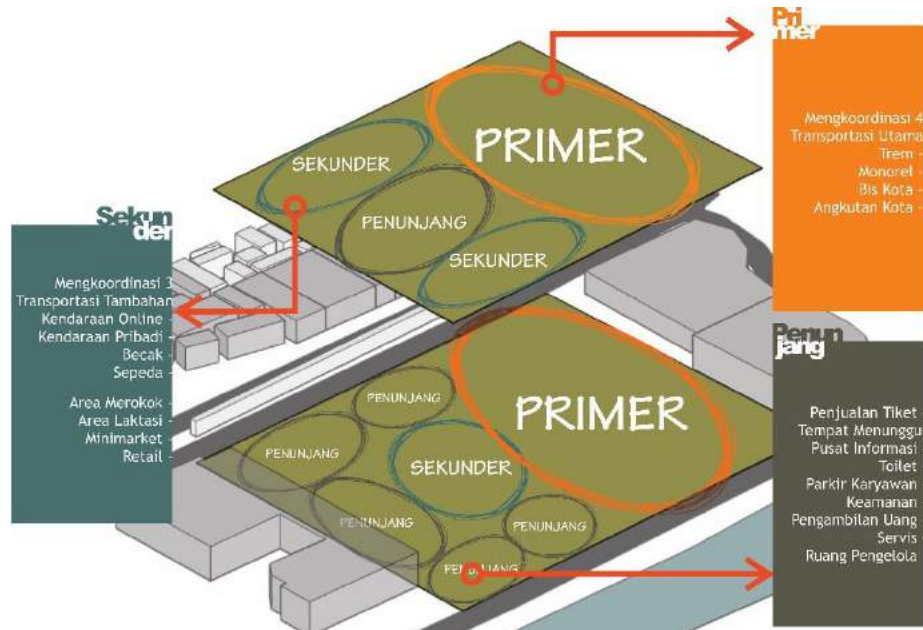 Pri
mer
Mengkoordinasi 4
Transportasi Utama
Trem -
Monorel -
Bis Kota -
Angkutan Kota -
PRIMER
SEKUNDER
PENUNJANG
SEKUNDER
Sekun
der
Mengkoordinasi 3
Transportasi Tambahan
Kendaraan Online -
Kendaraan Pribadi -
Becak -
Sepeda -
Area Merokok -
Area Laktasi -
Minimarket -
Retail -
PRIMER
PENUNJANG
PENUNJANG
SEKUNDER
PENUNJANG
PENUNJANG
PENUNJANG
Penun
jang
Penjualan Tiket -
Tempat Menunggu -
Pusat Informasi -
Toilet -
Parkir Karyawan -
Keamanan -
Pengambilan Uang -
Servis -
Ruang Pengelola -